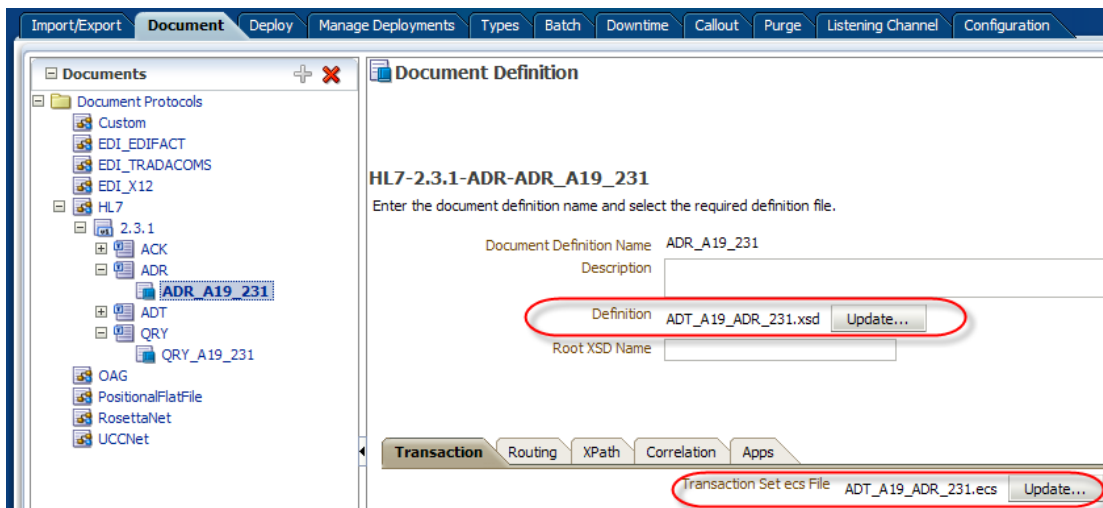 Import/Export Document Deploy Manage Deployments Types Batch Downtime Callout Purge Listening Channel Configuration
Documents
Document Protocols
Custom
EDI_EDIFACT
EDI_TRADACOMS
EDI_X12
HL7
2.3.1
ACK
ADR
ADR_A19_231
ADT
QRY
QRY_A19_231
OAG
PositionalFlatFile
RosettaNet
UCCNet
Document Definition
HL7-2.3.1-ADR-ADR_A19_231
Enter the document definition name and select the required definition file.
Document Definition Name ADR_A19_231
Description
Definition ADT_A19_ADR_231.xsd Update...
Root XSD Name
Transaction Routing XPath Correlation Apps
Transaction Set ecs File ADT_A19_ADR_231.ecs Update...